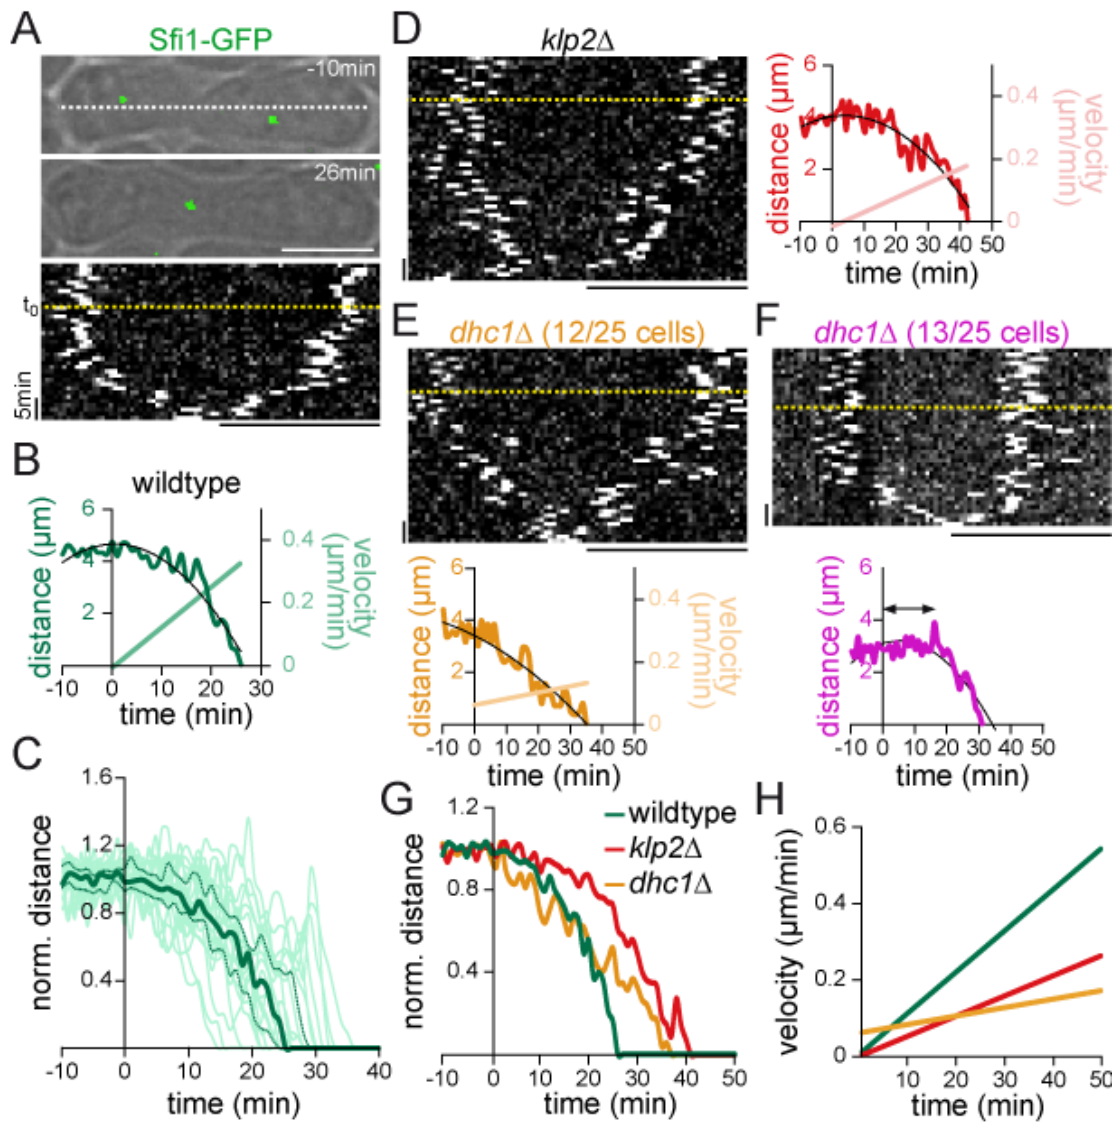 A
Sfi1-GFP
-10min
26min
t0
5min
B
wildtype
distance (µm)
6
4
2
velocity (µm/min)
0.4
0.2
0
-10 0 10 20 30
time (min)
C
norm. distance
1.6
1.2
0.8
0.4
-10 0 10 20 30 40
time (min)
D
klp2Δ
distance (µm)
6
4
2
velocity (µm/min)
0.4
0.2
0
-10 0 10 20 30 40 50
time (min)
E
dhc1Δ (12/25 cells)
distance (µm)
6
4
2
velocity (µm/min)
0.4
0.2
0
-10 0 10 20 30 40 50
time (min)
F
dhc1Δ (13/25 cells)
distance (µm)
6
4
2
-10 0 10 20 30 40 50
time (min)
G
wildtype
klp2Δ
dhc1Δ
norm. distance
1.2
0.8
0.4
-10 0 10 20 30 40 50
time (min)
H
velocity (µm/min)
0.6
0.4
0.2
0
10 20 30 40 50
time (min)